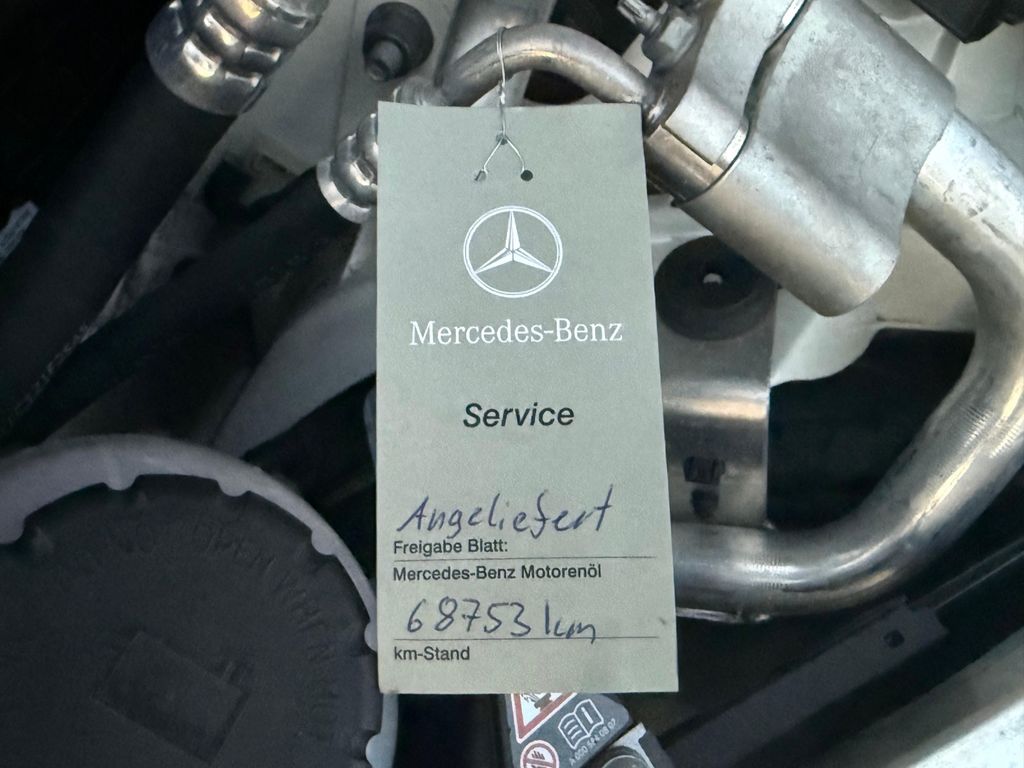 Mercedes-Benz
Service
Angeliefert
Freigabe Blatt:
Mercedes-Benz Motorenöl
68753 km
km-Stand